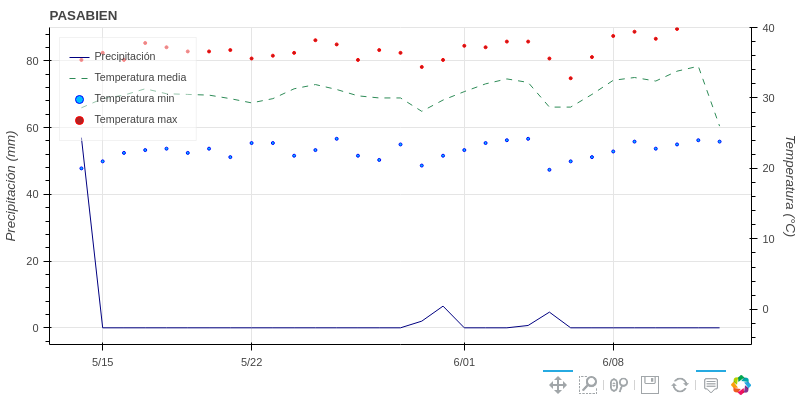 PASABIEN
Precipitación
Temperatura media
Temperatura min
Temperatura max
Precipitación (mm)
80
60
40
20
0
Temperatura (°C)
40
30
20
10
0
5/15
5/22
6/01
6/08